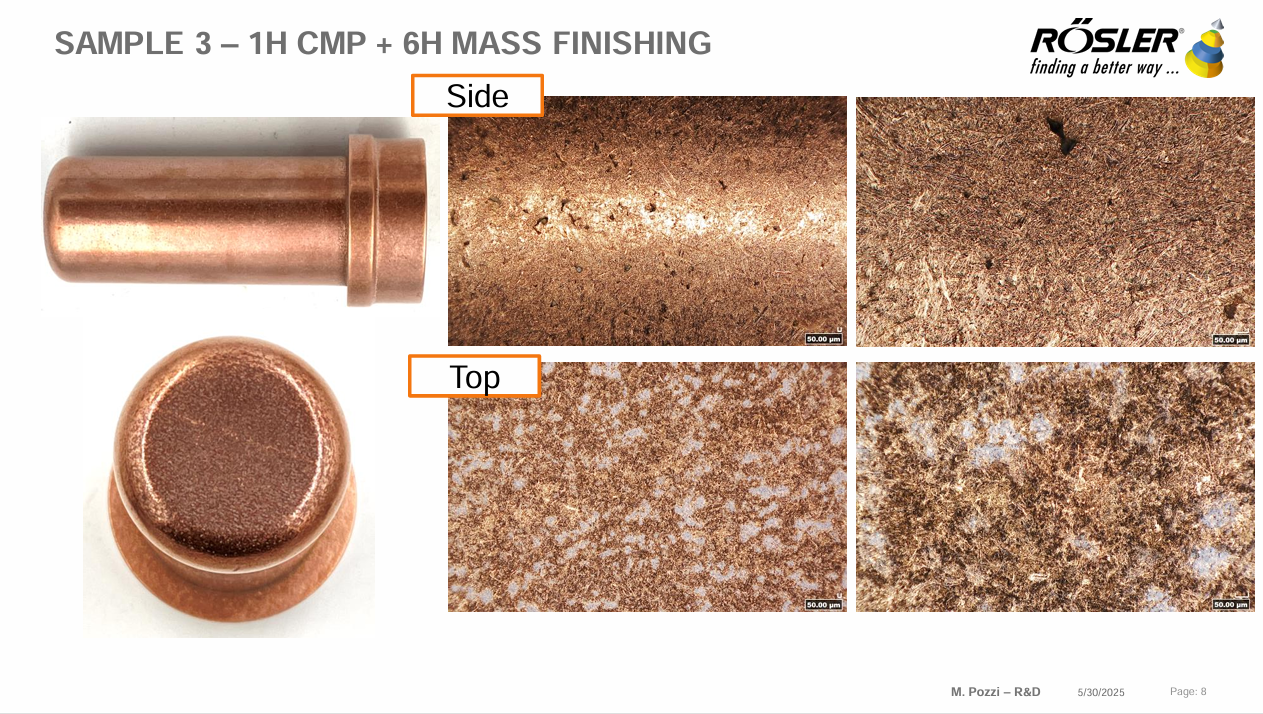 SAMPLE 3 – 1H CMP + 6H MASS FINISHING
RÖSLER®
finding a better way ...
Side
50.00 µm
50.00 µm
Top
50.00 µm
50.00 µm
M. Pozzi – R&D
5/30/2025
Page: 8